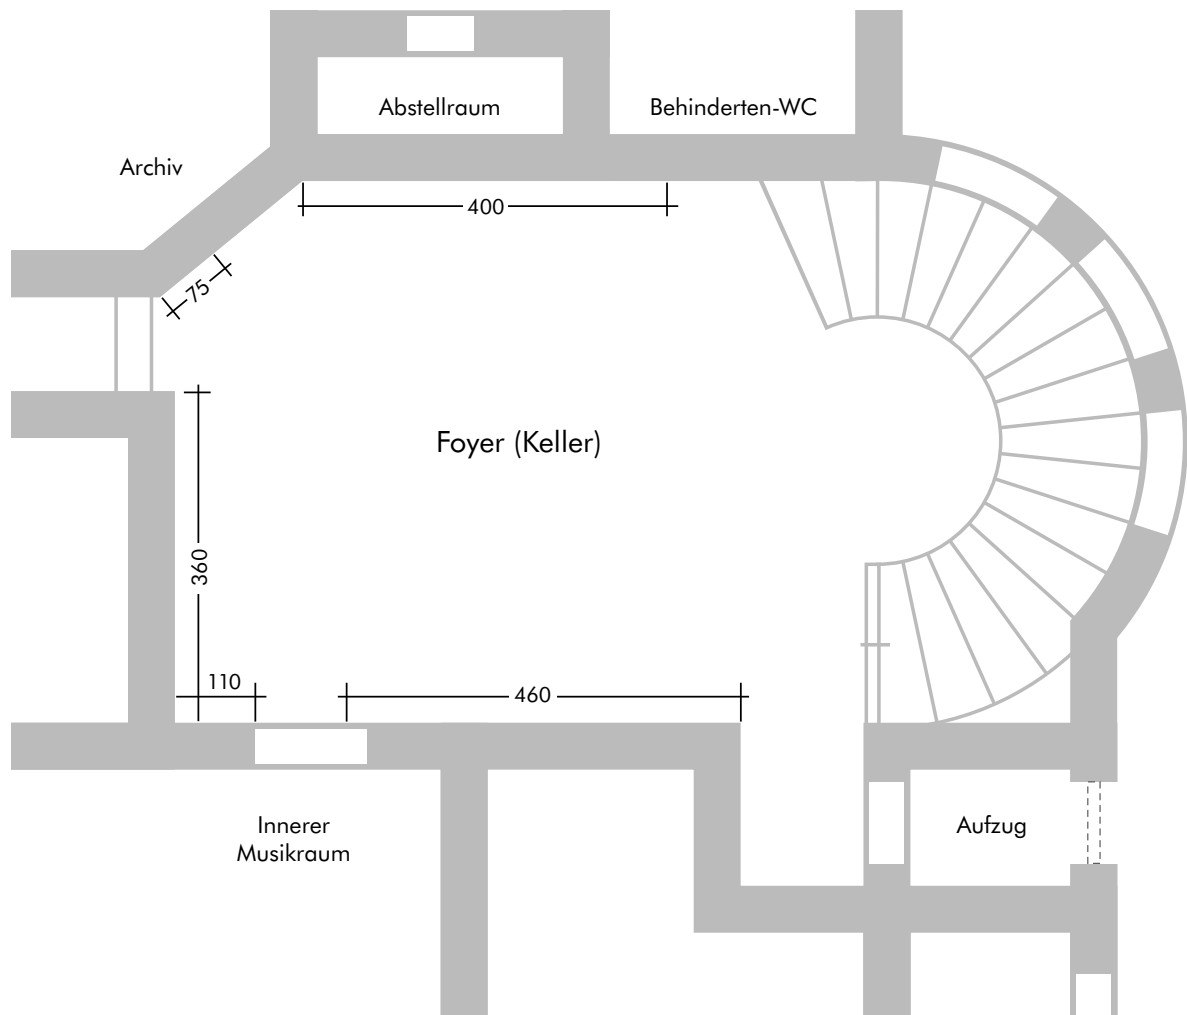 Abstellraum
Behinderten-WC
Archiv
400
75
Foyer (Keller)
360
110
460
Innerer
Musikraum
Aufzug